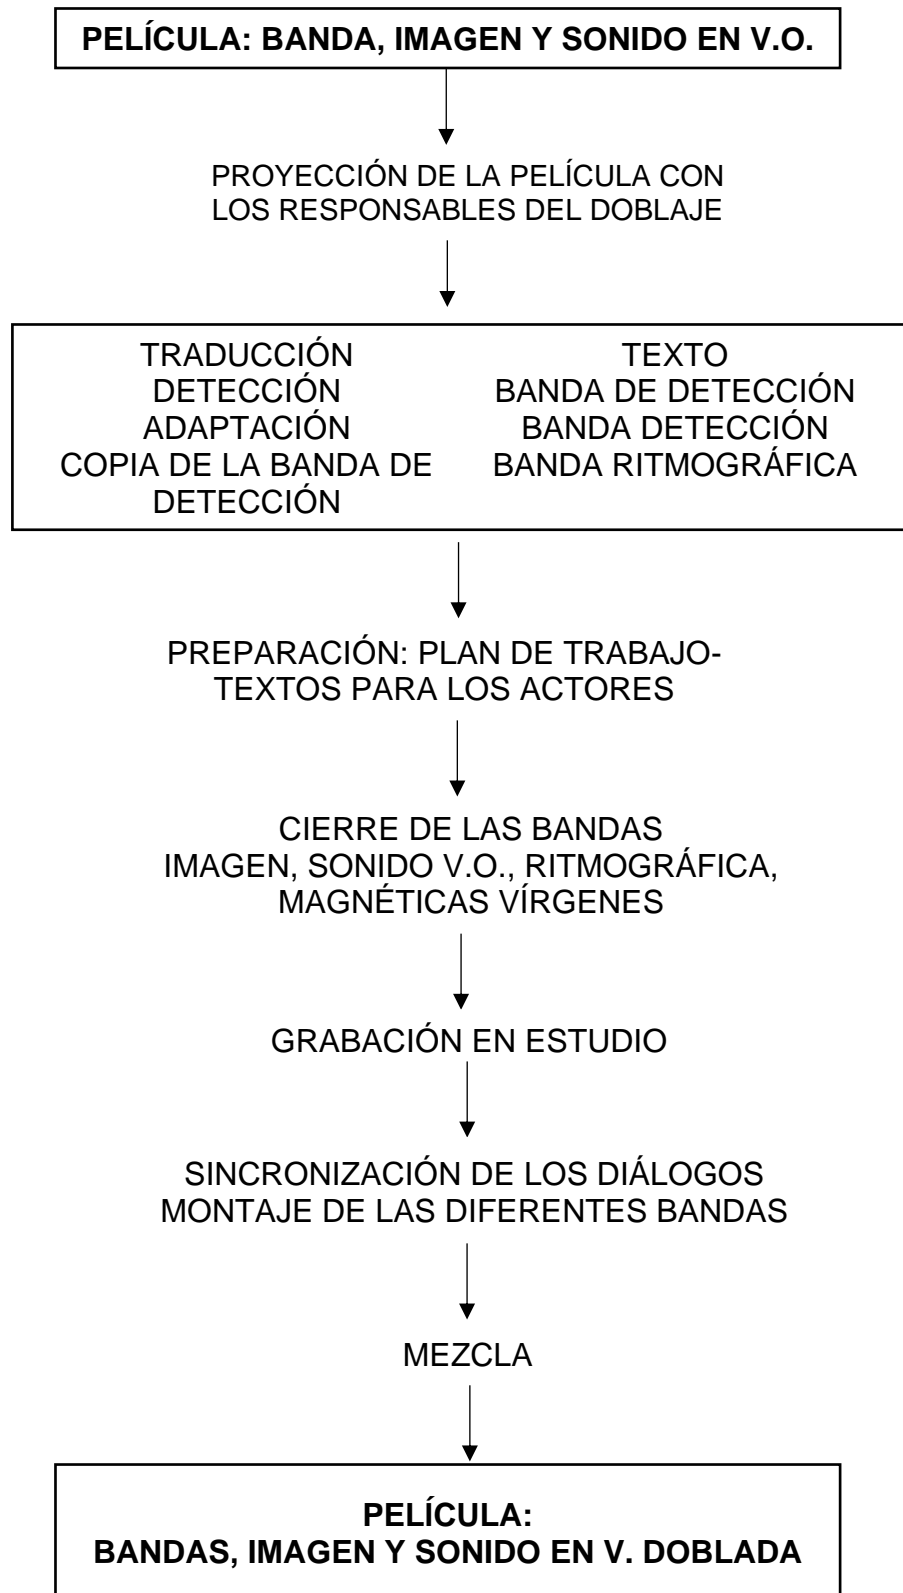 PELÍCULA: BANDA, IMAGEN Y SONIDO EN V.O.
PROYECCIÓN DE LA PELÍCULA CON
LOS RESPONSABLES DEL DOBLAJE
TRADUCCIÓN
DETECCIÓN
ADAPTACIÓN
COPIA DE LA BANDA DE
DETECCIÓN
TEXTO
BANDA DE DETECCIÓN
BANDA DETECCIÓN
BANDA RITMOGRÁFICA
PREPARACIÓN: PLAN DE TRABAJO-
TEXTOS PARA LOS ACTORES
CIERRE DE LAS BANDAS
IMAGEN, SONIDO V.O., RITMOGRÁFICA,
MAGNÉTICAS VÍRGENES
GRABACIÓN EN ESTUDIO
SINCRONIZACIÓN DE LOS DIÁLOGOS
MONTAJE DE LAS DIFERENTES BANDAS
MEZCLA
PELÍCULA:
BANDAS, IMAGEN Y SONIDO EN V. DOBLADA